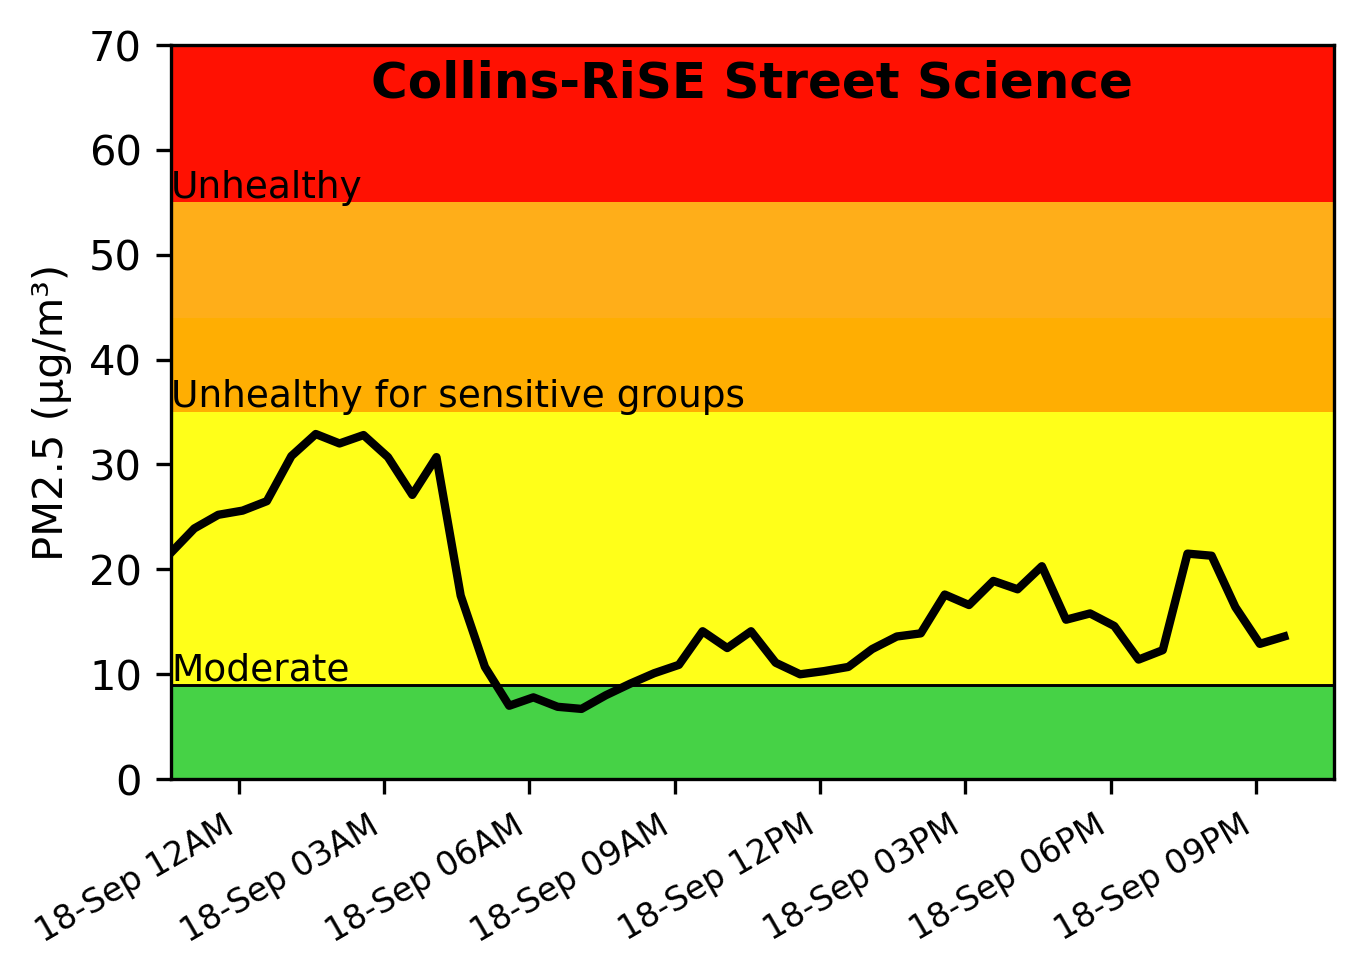 Collins-RiSE Street Science
Unhealthy
Unhealthy for sensitive groups
Moderate
PM2.5 (μg/m³)
70
60
50
40
30
20
10
0
18-Sep 12AM
18-Sep 03AM
18-Sep 06AM
18-Sep 09AM
18-Sep 12PM
18-Sep 03PM
18-Sep 06PM
18-Sep 09PM